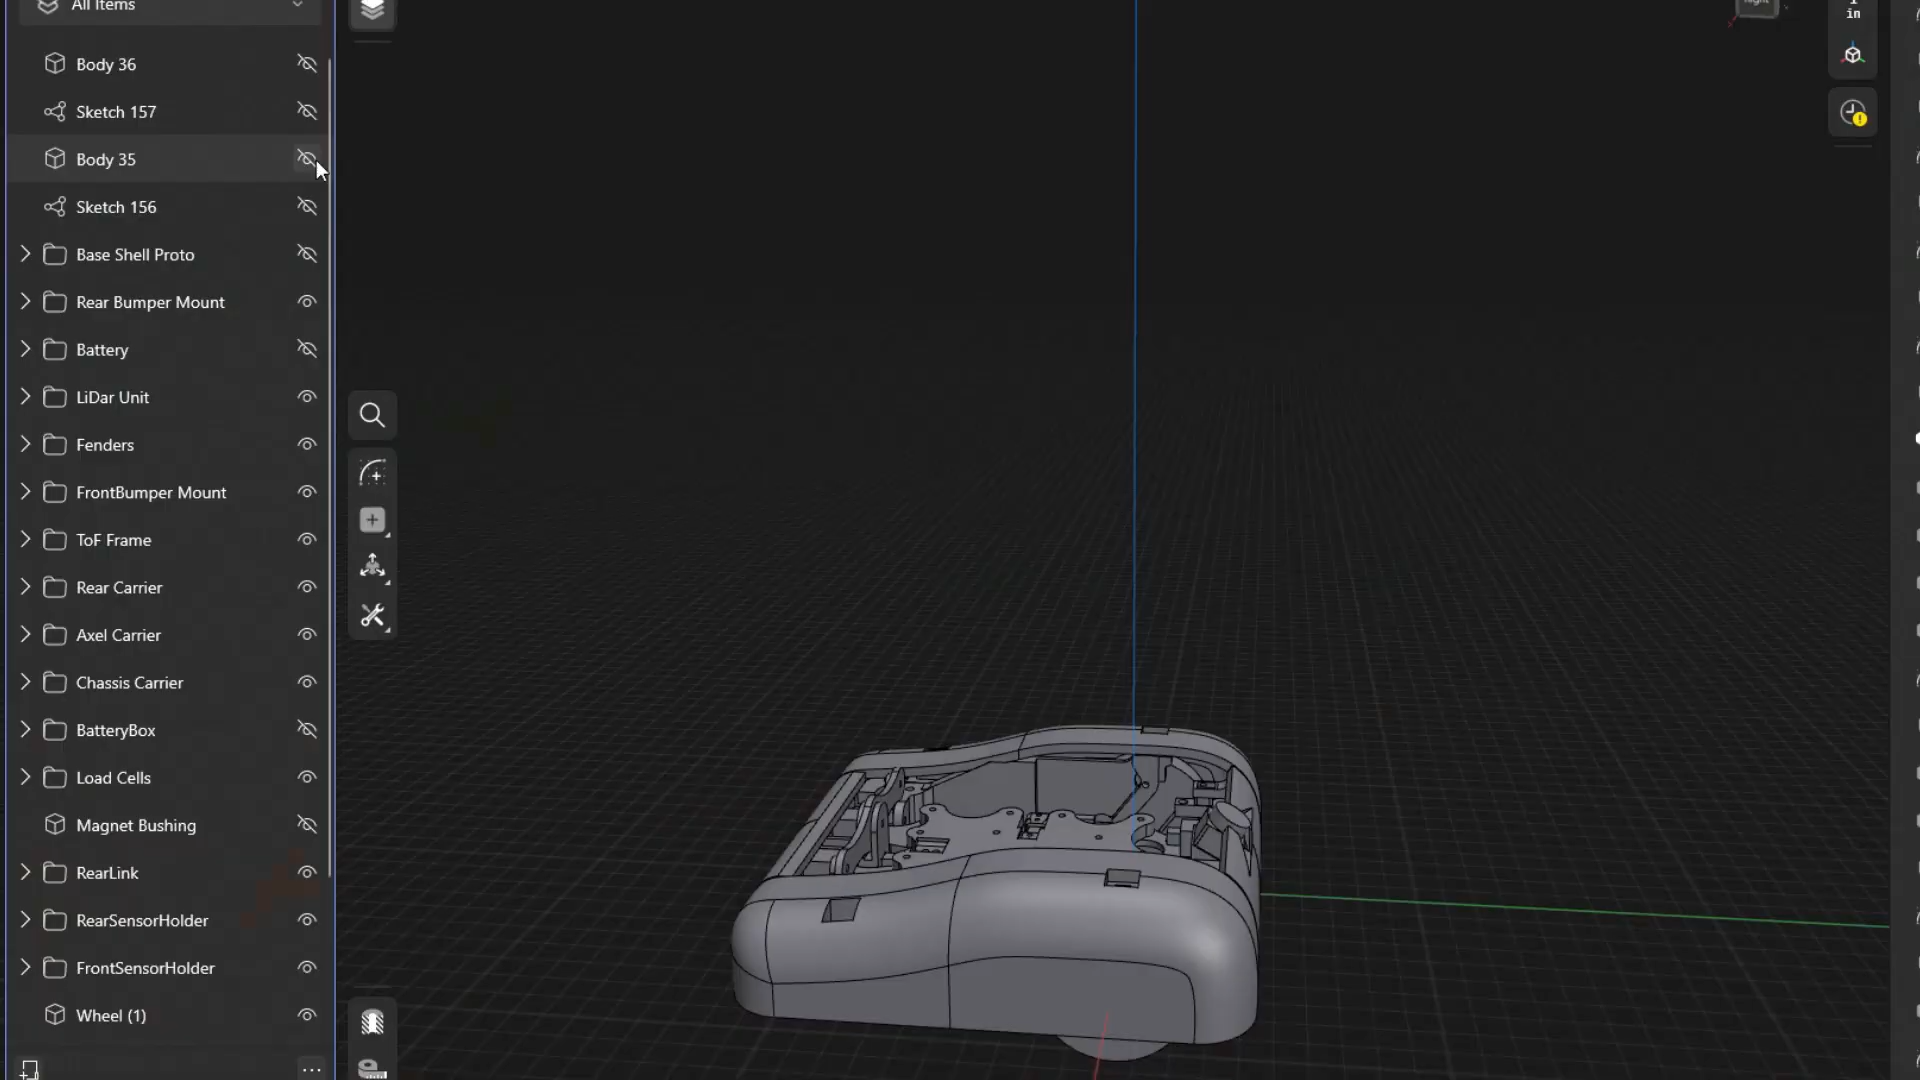 All Items
Body 36
Sketch 157
Body 35
Sketch 156
Base Shell Proto
Rear Bumper Mount
Battery
LiDar Unit
Fenders
FrontBumper Mount
ToF Frame
Rear Carrier
Axel Carrier
Chassis Carrier
BatteryBox
Load Cells
Magnet Bushing
RearLink
RearSensorHolder
FrontSensorHolder
Wheel (1)
in